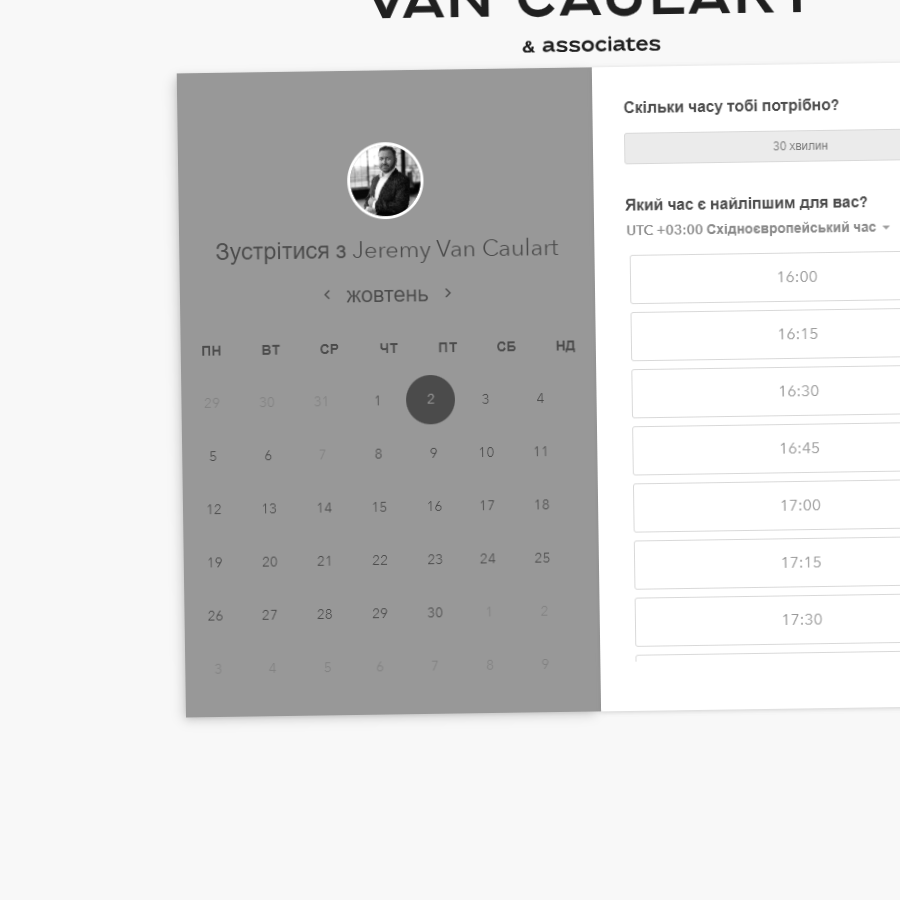 VAN CAULART
& associates
Зустрітися з Jeremy Van Caulart
‹ жовтень ›
ПН ВТ СР ЧТ ПТ СБ НД
29 30 31 1 2 3 4
5 6 7 8 9 10 11
12 13 14 15 16 17 18
19 20 21 22 23 24 25
26 27 28 29 30 1 2
3 4 5 6 7 8 9
Скільки часу тобі потрібно?
30 хвилин
Який час є найліпшим для вас?
UTC +03:00 Східноєвропейський час
16:00
16:15
16:30
16:45
17:00
17:15
17:30